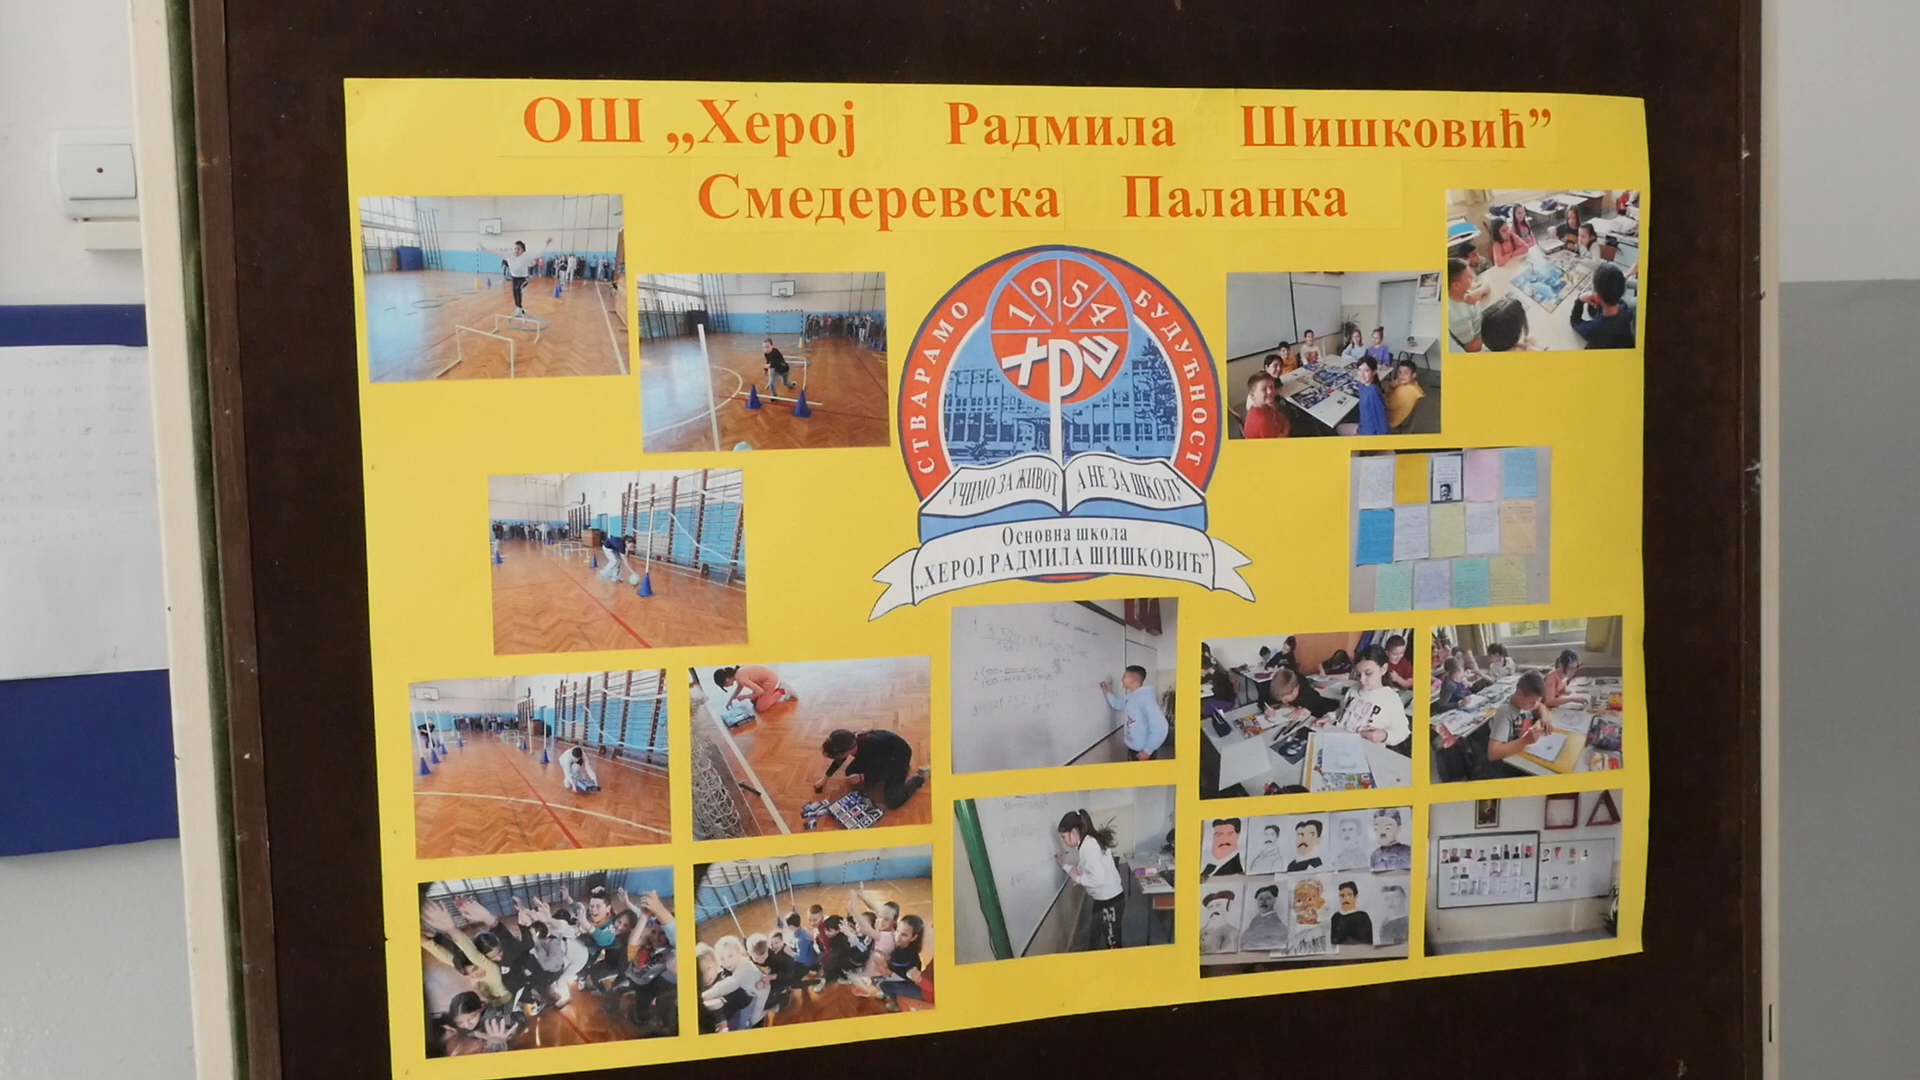 ОШ „Херој Радмила Шишковић”
Смедеревска Паланка
1954
СТВАРАМО БУДУЋНОСТ
ХРШ
УЧИМО ЗА ЖИВОТ А НЕ ЗА ШКОЛУ
Основна школа
„ХЕРОЈ РАДМИЛА ШИШКОВИЋ”